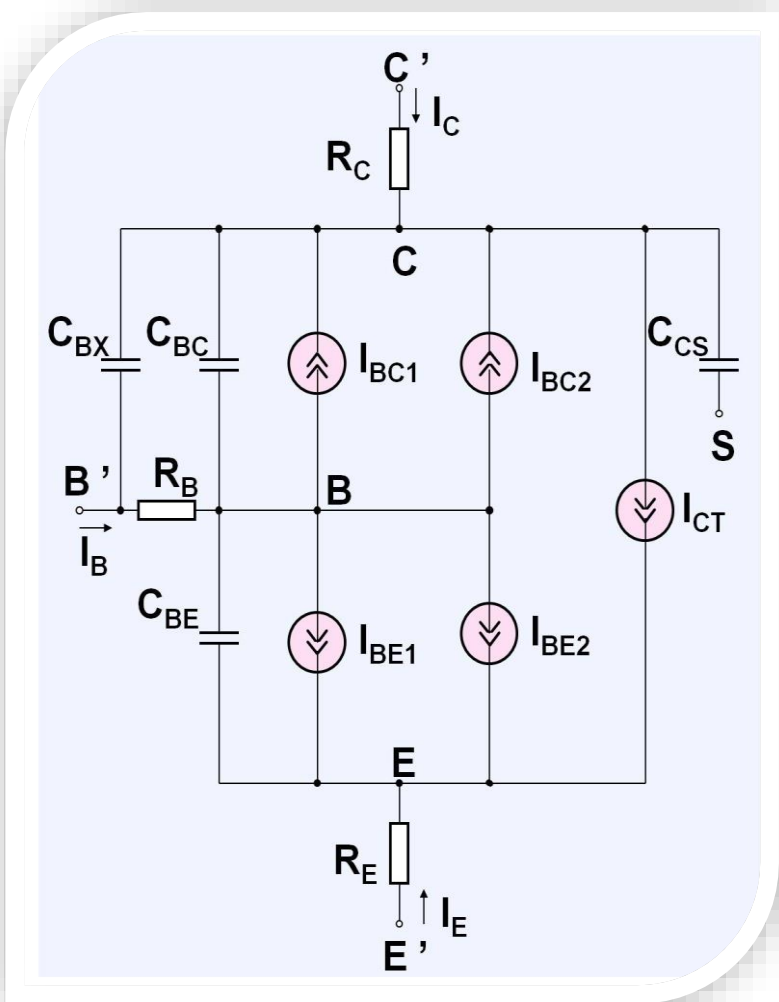 C ’
I_C
R_C
C
C_BX
C_BC
I_BC1
I_BC2
C_CS
S
B ’
R_B
B
I_CT
I_B
C_BE
I_BE1
I_BE2
E
R_E
I_E
E ’